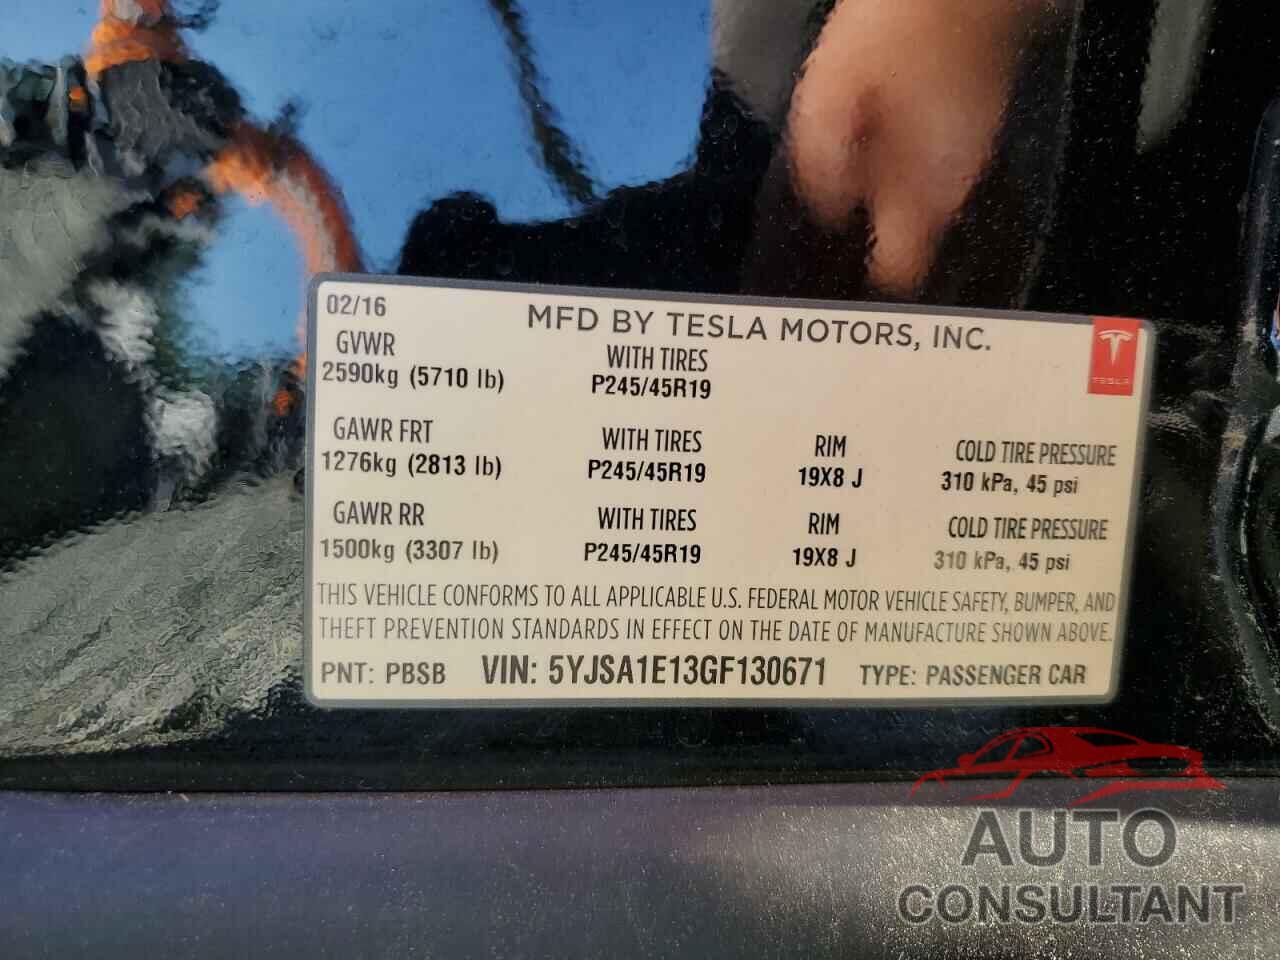 02/16
MFD BY TESLA MOTORS, INC.
TESLA
GVWR WITH TIRES
2590kg (5710 lb) P245/45R19
GAWR FRT WITH TIRES RIM COLD TIRE PRESSURE
1276kg (2813 lb) P245/45R19 19X8 J 310 kPa, 45 psi
GAWR RR WITH TIRES RIM COLD TIRE PRESSURE
1500kg (3307 lb) P245/45R19 19X8 J 310 kPa, 45 psi
THIS VEHICLE CONFORMS TO ALL APPLICABLE U.S. FEDERAL MOTOR VEHICLE SAFETY, BUMPER, AND
THEFT PREVENTION STANDARDS IN EFFECT ON THE DATE OF MANUFACTURE SHOWN ABOVE.
PNT: PBSB VIN: 5YJSA1E13GF130671 TYPE: PASSENGER CAR
AUTO
CONSULTANT